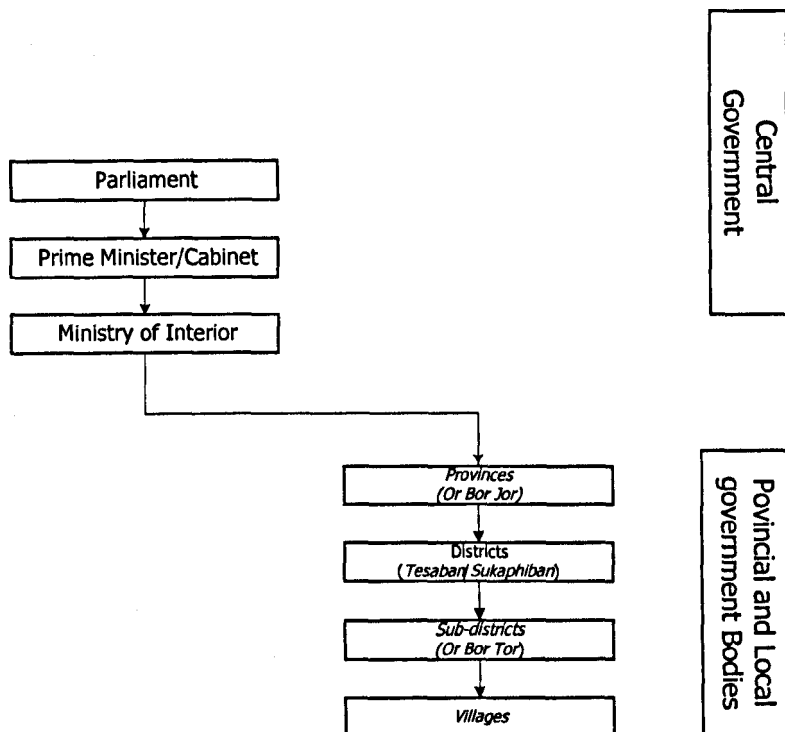 Central
Government
Parliament
Prime Minister/Cabinet
Ministry of Interior
Provinces
(Or Bor Jor)
Districts
(Tesaban/ Sukaphiban)
Sub-districts
(Or Bor Tor)
Villages
Povincial and Local
government Bodies